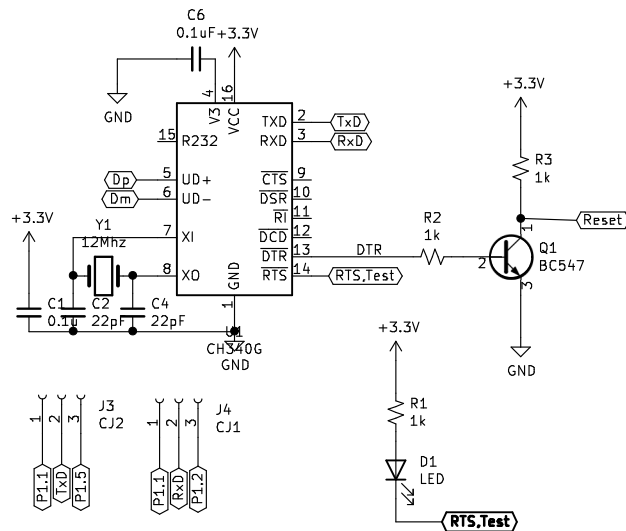 C6
0.1uF
+3.3V
GND
4
16
V3
VCC
TXD
2
TxD
15
R232
RXD
3
RxD
+3.3V
Dp
5
UD+
CTS
9
R3
1k
Dm
6
UD-
DSR
10
RI
11
1
Reset
+3.3V
Y1
12Mhz
7
XI
DCD
12
R2
1k
Q1
BC547
DTR
13
DTR
2
8
XO
GND
RTS
14
RTS,Test
3
C1
0.1u
C2
22pF
C4
22pF
1
U1
CH340G
GND
+3.3V
GND
J3
CJ2
1
2
3
P1.1
TxD
P1.5
J4
CJ1
1
2
3
P1.1
RxD
P1.2
R1
1k
D1
LED
RTS,Test